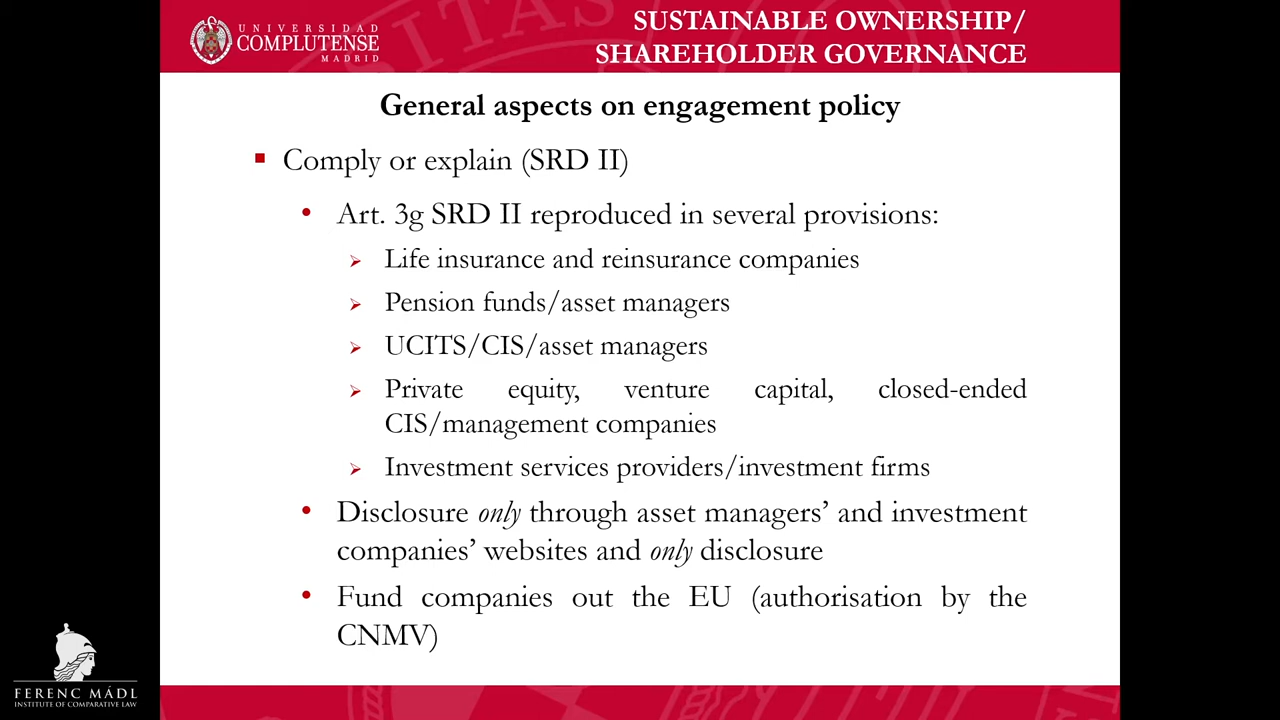 UNIVERSIDAD
COMPLUTENSE
MADRID
SUSTAINABLE OWNERSHIP/
SHAREHOLDER GOVERNANCE
General aspects on engagement policy
▪ Comply or explain (SRD II)
• Art. 3g SRD II reproduced in several provisions:
➢ Life insurance and reinsurance companies
➢ Pension funds/asset managers
➢ UCITS/CIS/asset managers
➢ Private equity, venture capital, closed-ended
CIS/management companies
➢ Investment services providers/investment firms
• Disclosure only through asset managers’ and investment
companies’ websites and only disclosure
• Fund companies out the EU (authorisation by the
CNMV)
FERENC MÁDL
INSTITUTE OF COMPARATIVE LAW